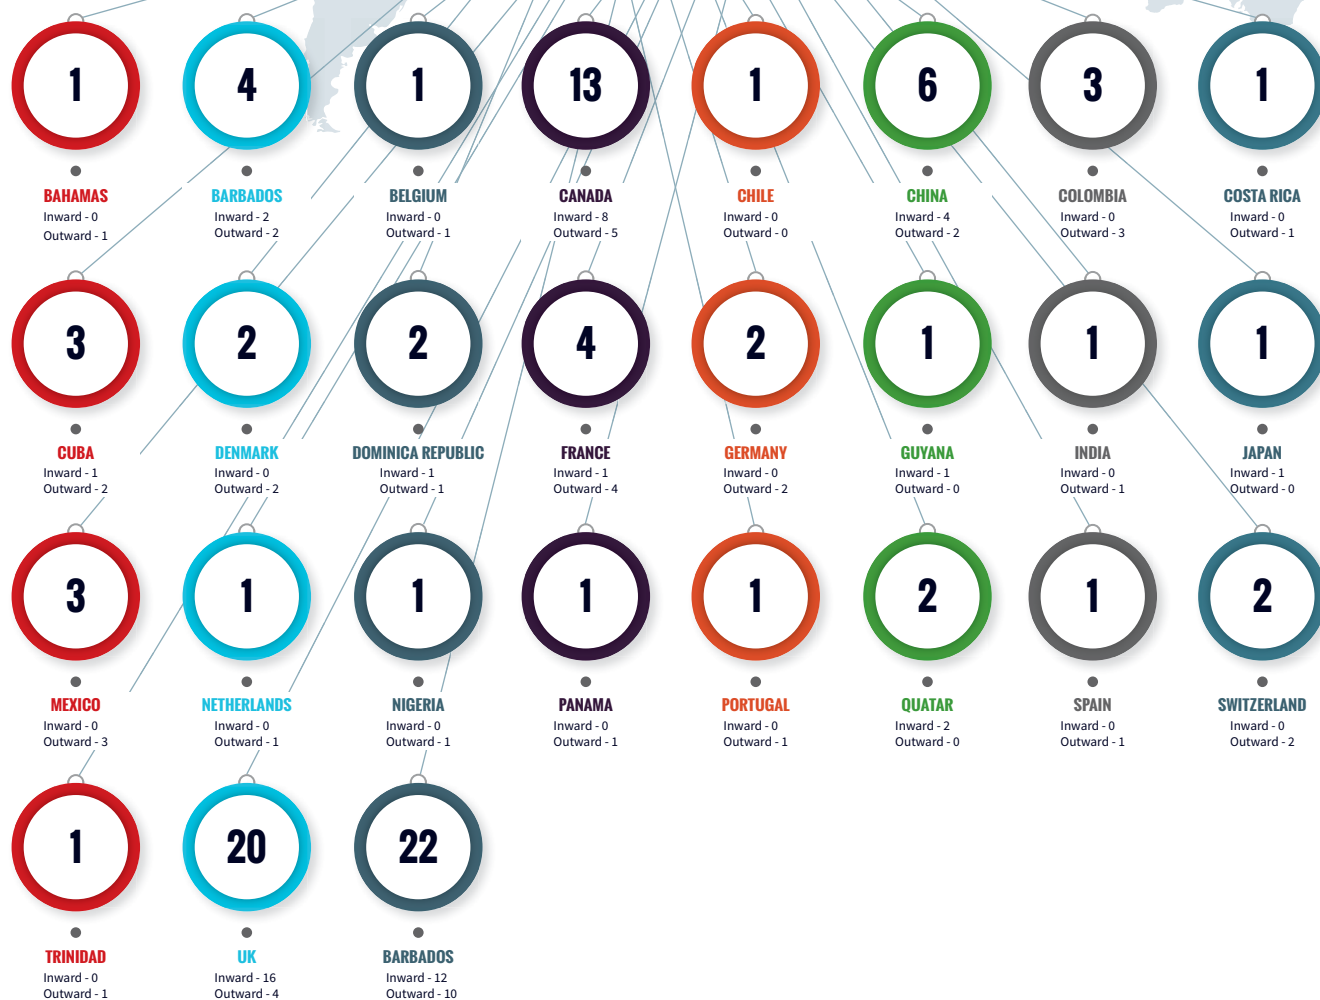 1 4 1 13 1 6 3 1
BAHAMAS BARBADOS BELGIUM CANADA CHILE CHINA COLOMBIA COSTA RICA
Inward - 0 Inward - 2 Inward - 0 Inward - 8 Inward - 0 Inward - 4 Inward - 0 Inward - 0
Outward - 1 Outward - 2 Outward - 1 Outward - 5 Outward - 0 Outward - 2 Outward - 3 Outward - 1
3 2 2 4 2 1 1 1
CUBA DENMARK DOMINICA REPUBLIC FRANCE GERMANY GUYANA INDIA JAPAN
Inward - 1 Inward - 0 Inward - 1 Inward - 1 Inward - 0 Inward - 1 Inward - 0 Inward - 1
Outward - 2 Outward - 2 Outward - 1 Outward - 4 Outward - 2 Outward - 0 Outward - 1 Outward - 0
3 1 1 1 1 2 1 2
MEXICO NETHERLANDS NIGERIA PANAMA PORTUGAL QUATAR SPAIN SWITZERLAND
Inward - 0 Inward - 0 Inward - 0 Inward - 0 Inward - 0 Inward - 2 Inward - 0 Inward - 0
Outward - 3 Outward - 1 Outward - 1 Outward - 1 Outward - 1 Outward - 0 Outward - 1 Outward - 2
1 20 22
TRINIDAD UK BARBADOS
Inward - 0 Inward - 16 Inward - 12
Outward - 1 Outward - 4 Outward - 10